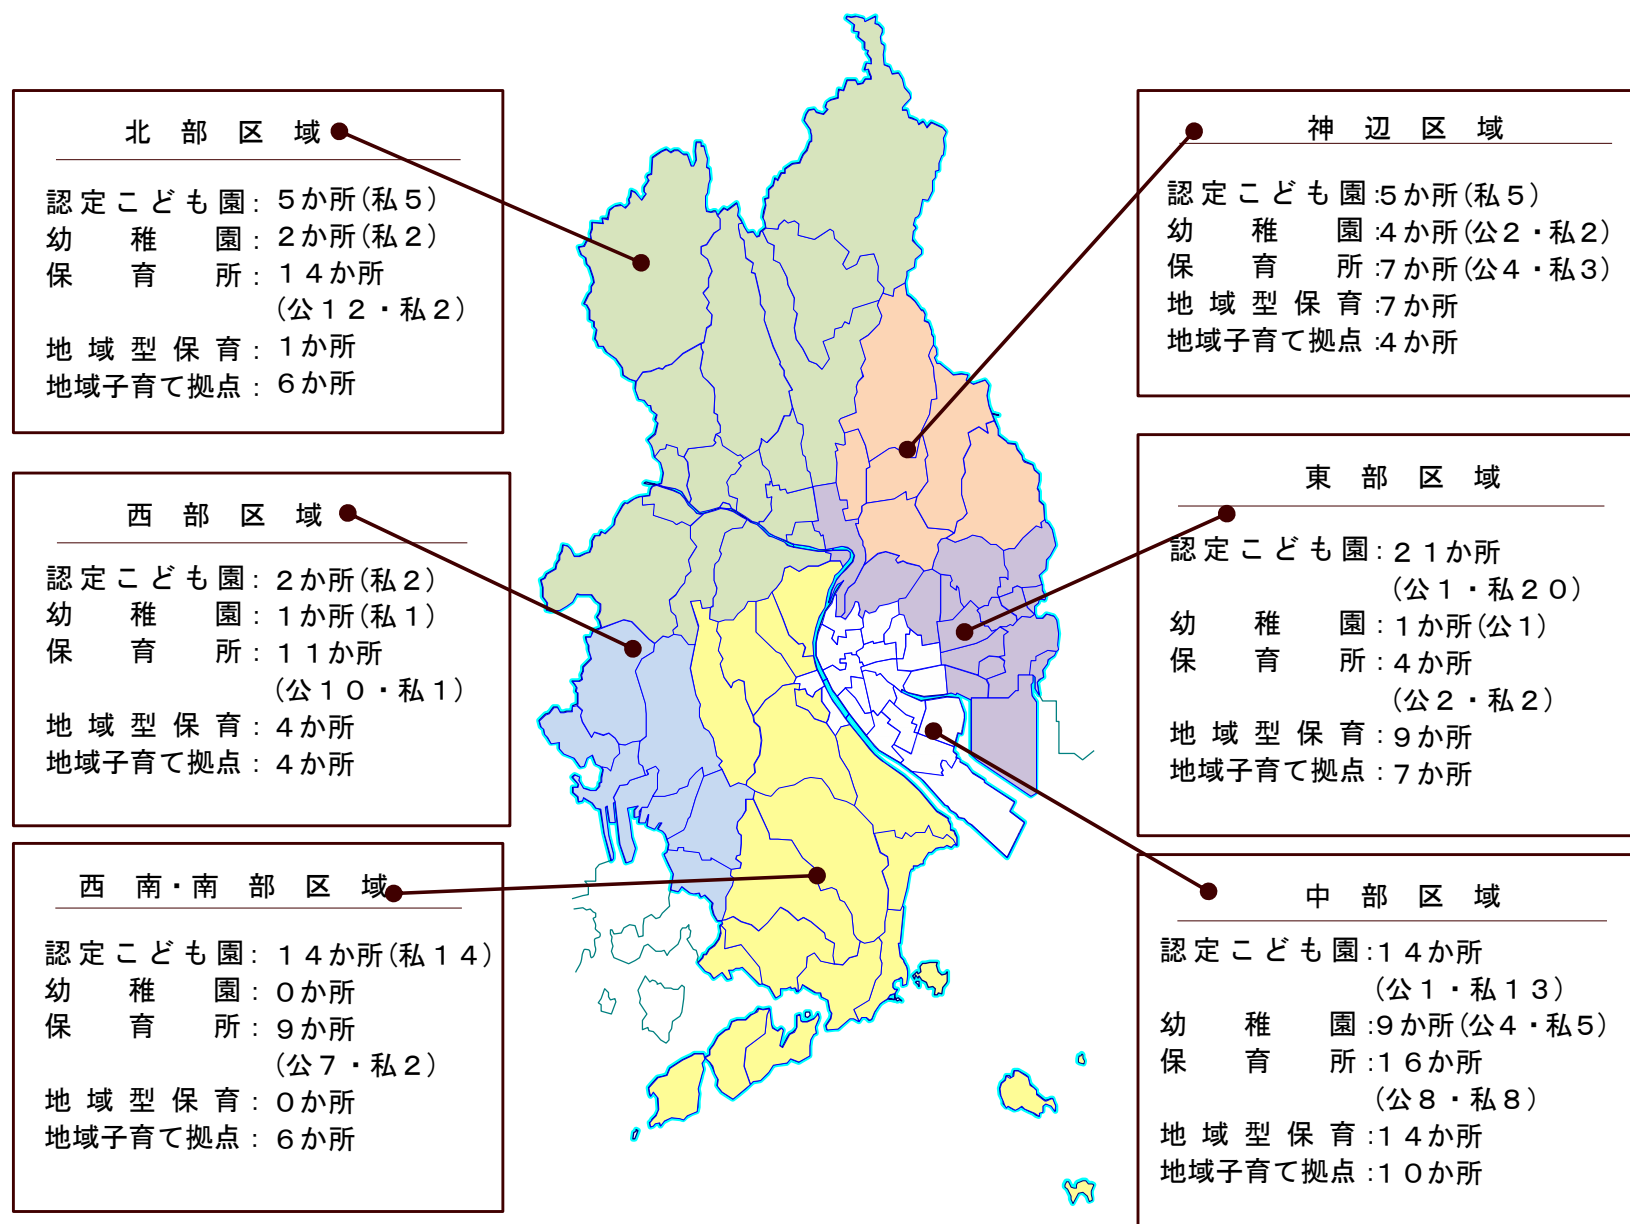 北部区域
認定こども園：５か所(私５)
幼稚園：２か所(私２)
保育所：１４か所
(公１２・私２)
地域型保育：１か所
地域子育て拠点：６か所
西部区域
認定こども園：２か所(私２)
幼稚園：１か所(私１)
保育所：１１か所
(公１０・私１)
地域型保育：４か所
地域子育て拠点：４か所
西南・南部区域
認定こども園：１４か所(私１４)
幼稚園：０か所
保育所：９か所
(公７・私２)
地域型保育：０か所
地域子育て拠点：６か所
神辺区域
認定こども園:５か所(私５)
幼稚園:４か所(公２・私２)
保育所:７か所(公４・私３)
地域型保育:７か所
地域子育て拠点:４か所
東部区域
認定こども園：２１か所
(公１・私２０)
幼稚園：１か所(公１)
保育所：４か所
(公２・私２)
地域型保育：９か所
地域子育て拠点：７か所
中部区域
認定こども園:１４か所
(公１・私１３)
幼稚園:９か所(公４・私５)
保育所:１６か所
(公８・私８)
地域型保育:１４か所
地域子育て拠点:１０か所